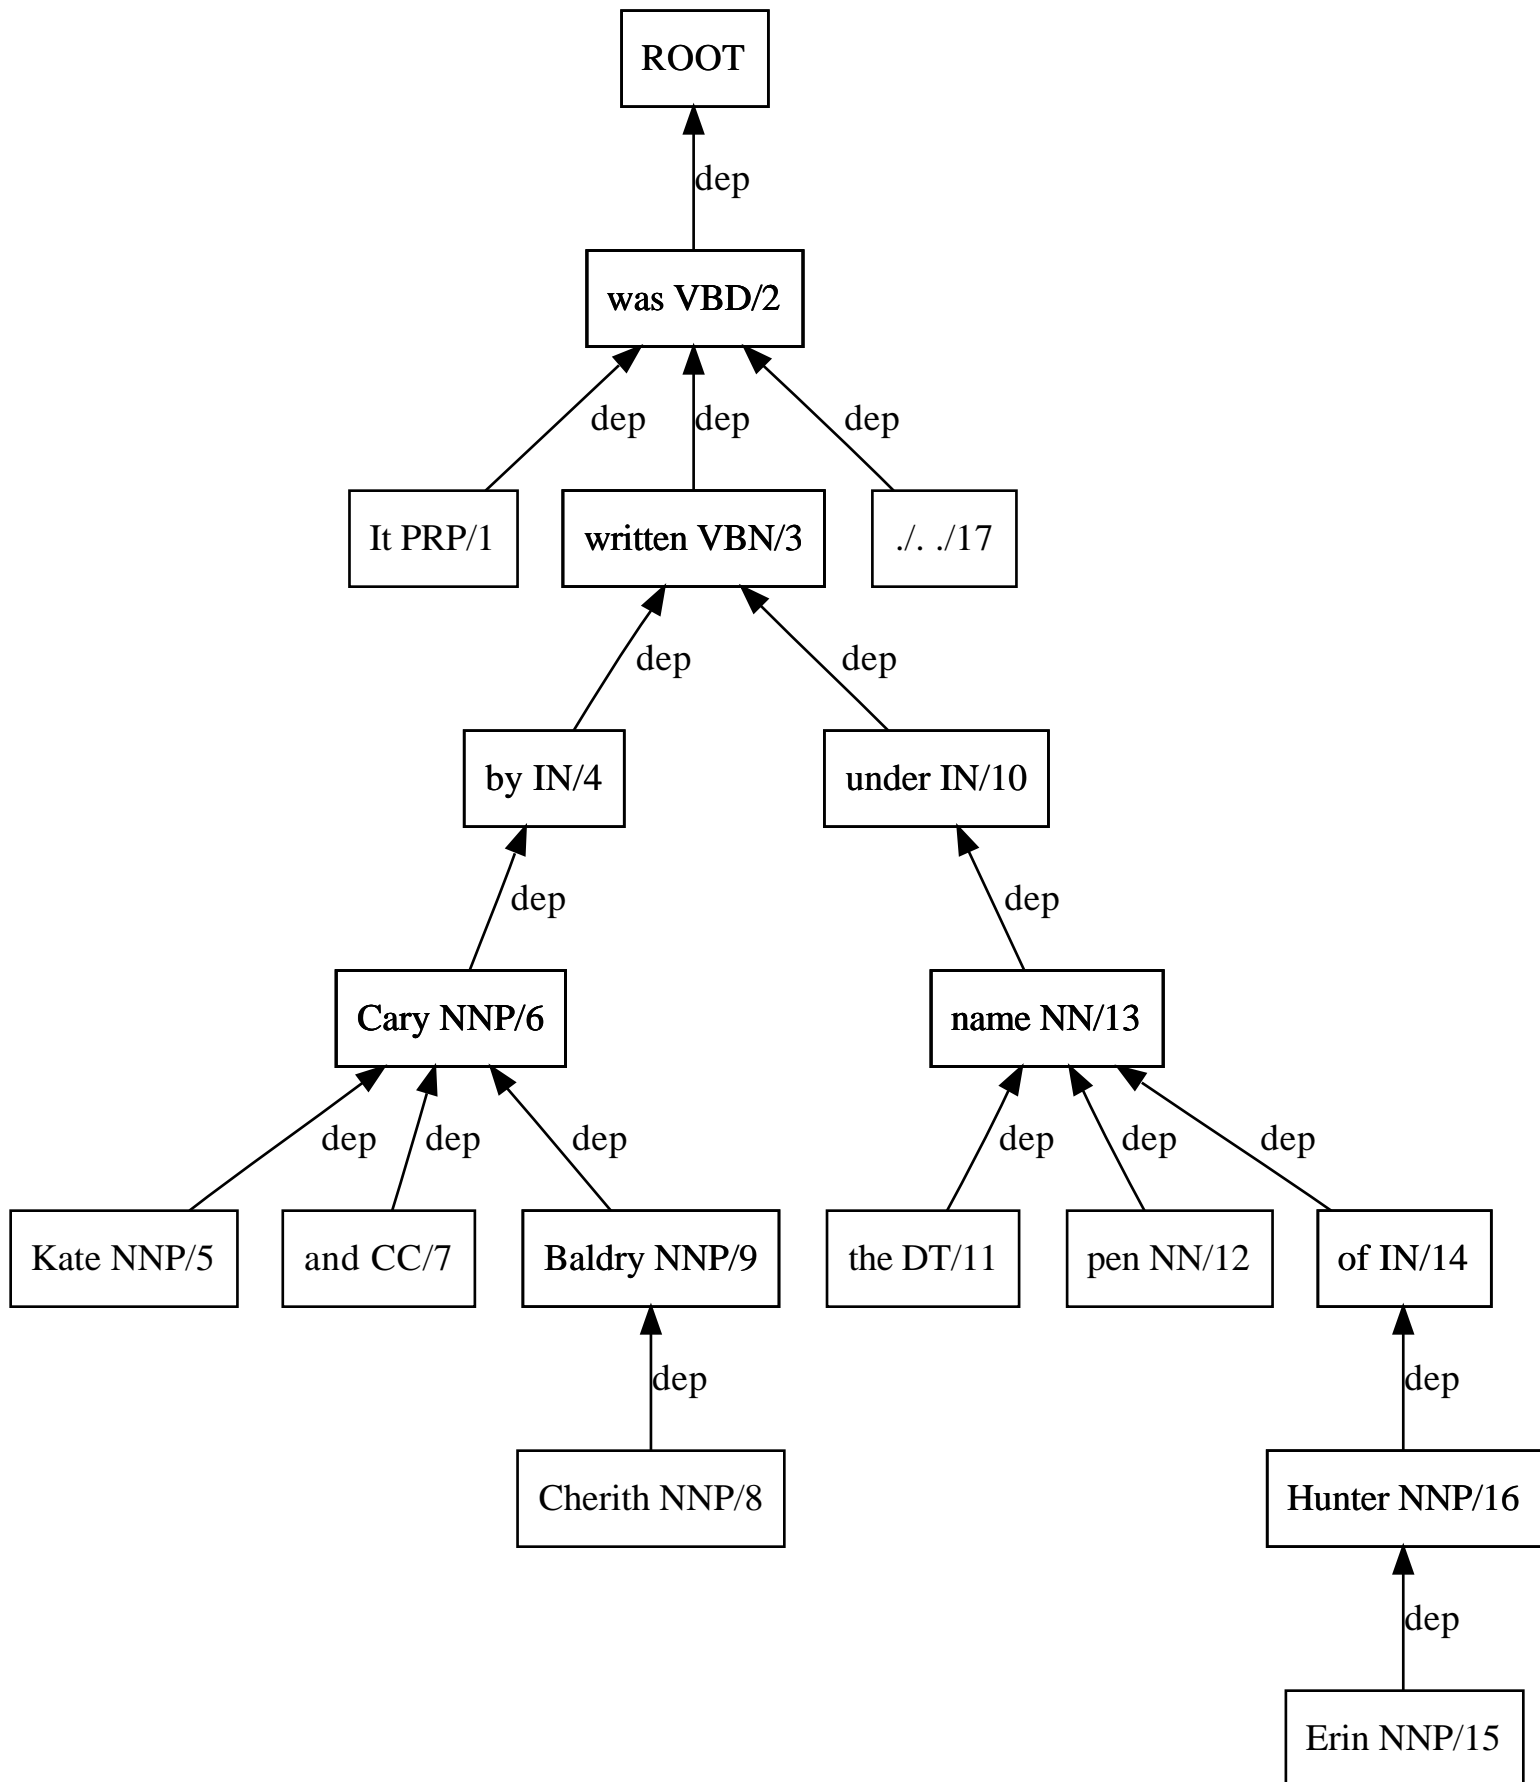 ROOT
dep
was VBD/2
dep dep dep
It PRP/1 written VBN/3 ./. ./17
dep dep
by IN/4 under IN/10
dep dep
Cary NNP/6 name NN/13
dep dep dep dep dep dep
Kate NNP/5 and CC/7 Baldry NNP/9 the DT/11 pen NN/12 of IN/14
dep dep
Cherith NNP/8 Hunter NNP/16
dep
Erin NNP/15